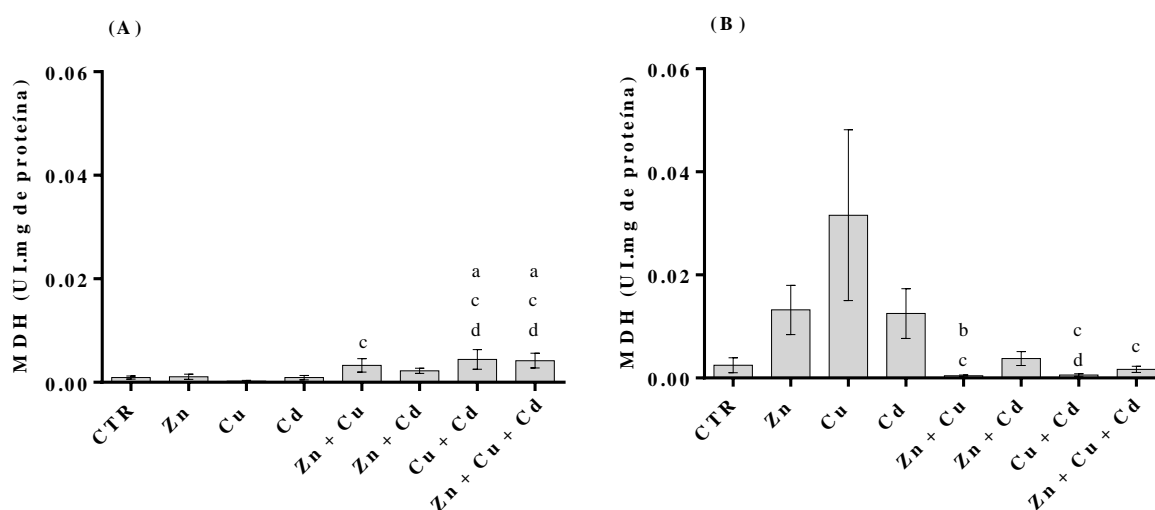 (A)
MDH (UI.mg de proteína)
0.06
0.04
0.02
0.00
c
a
c
d
a
c
d
CTR
Zn
Cu
Cd
Zn + Cu
Zn + Cd
Cu + Cd
Zn + Cu + Cd
(B)
MDH (UI.mg de proteína)
0.06
0.04
0.02
0.00
b
c
c
d
c
CTR
Zn
Cu
Cd
Zn + Cu
Zn + Cd
Cu + Cd
Zn + Cu + Cd